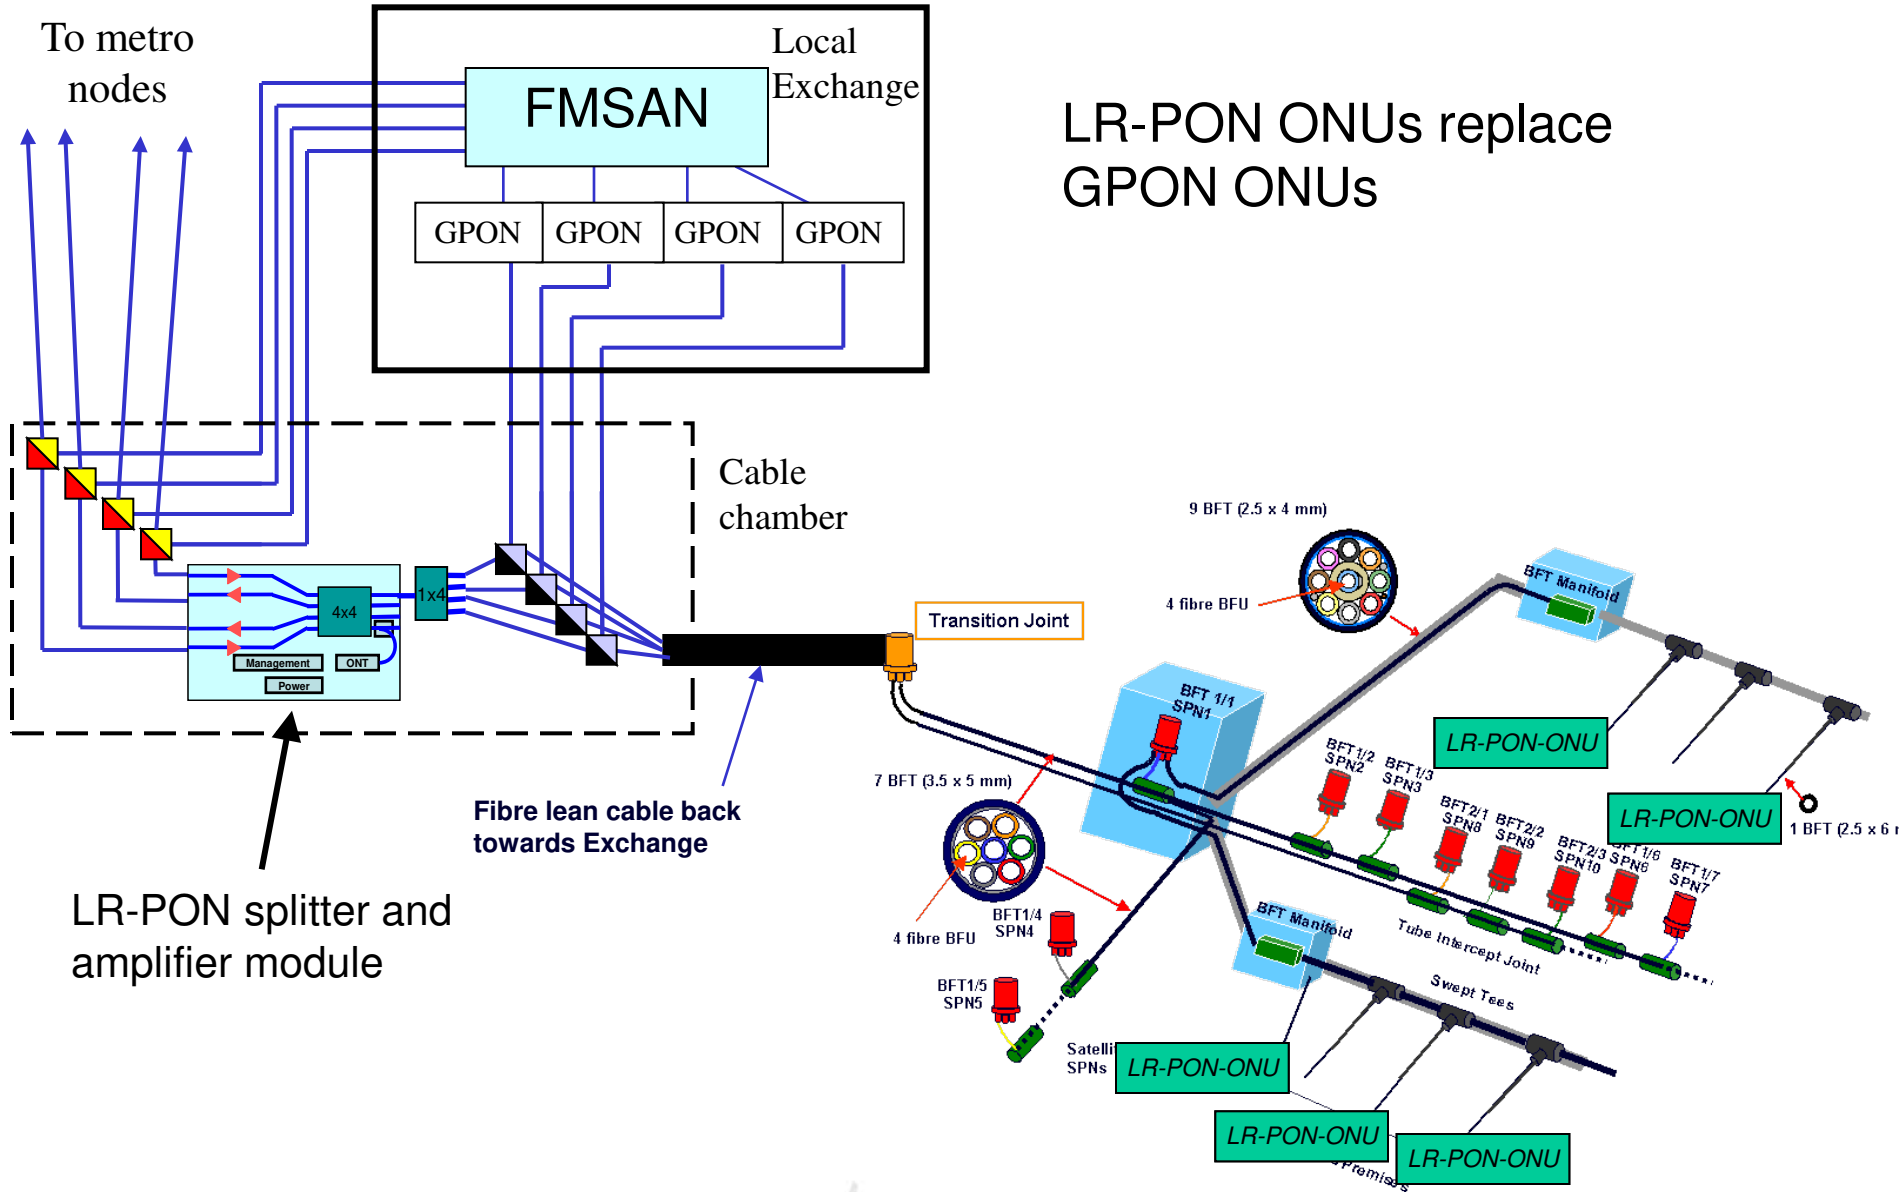 To metro
nodes
Local
Exchange
FMSAN
GPON GPON GPON GPON
LR-PON ONUs replace
GPON ONUs
Cable
chamber
4x4
1x4
Management
ONT
Power
Transition Joint
Fibre lean cable back
towards Exchange
LR-PON splitter and
amplifier module
9 BFT (2.5 x 4 mm)
4 fibre BFU
BFT Manifold
BFT 1/1
SPN1
7 BFT (3.5 x 5 mm)
4 fibre BFU
BFT1/2
SPN2
BFT1/3
SPN3
BFT2/1
SPN8
BFT2/2
SPN9
BFT2/3
SPN10
SPN6
BFT1/7
SPN7
LR-PON-ONU
LR-PON-ONU
1 BFT (2.5 x 6
BFT1/4
SPN4
BFT1/5
SPN5
BFT Manifold
Tube Intercept Joint
Swept Tees
SPNs
LR-PON-ONU
LR-PON-ONU
LR-PON-ONU